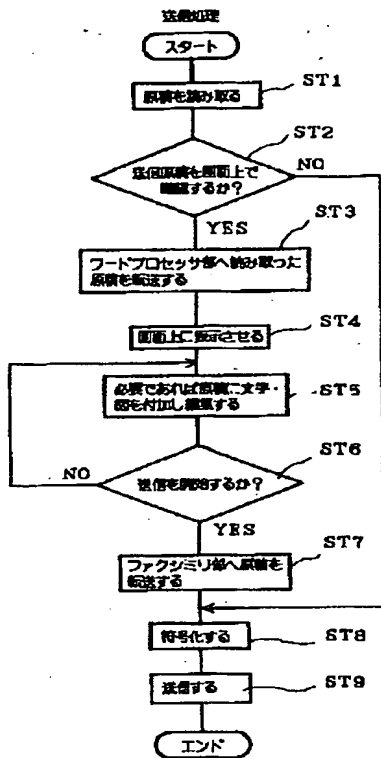 送信処理
スタート
ST1
原稿を読み取る
ST2
送信原稿を画面上で
確認するか?
NO
YES
ST3
ワードプロセッサ部へ読み取った
原稿を転送する
ST4
画面上に表示させる
必要であれば原稿に文字・
図を付加し編集する
ST5
ST6
NO
送信を開始するか?
YES
ST7
ファクシミリ部へ原稿を
転送する
符号化する
ST8
送信する
ST9
エンド